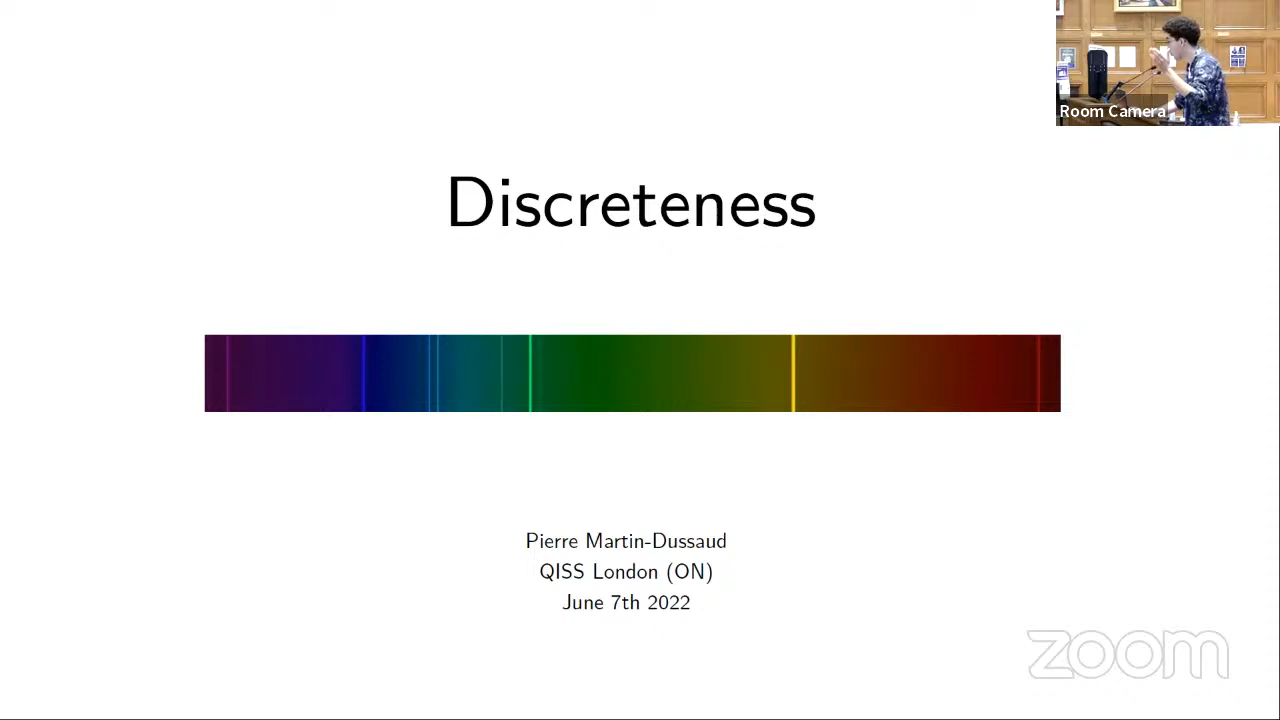 Room Camera
Discreteness
Pierre Martin-Dussaud
QISS London (ON)
June 7th 2022
zoom